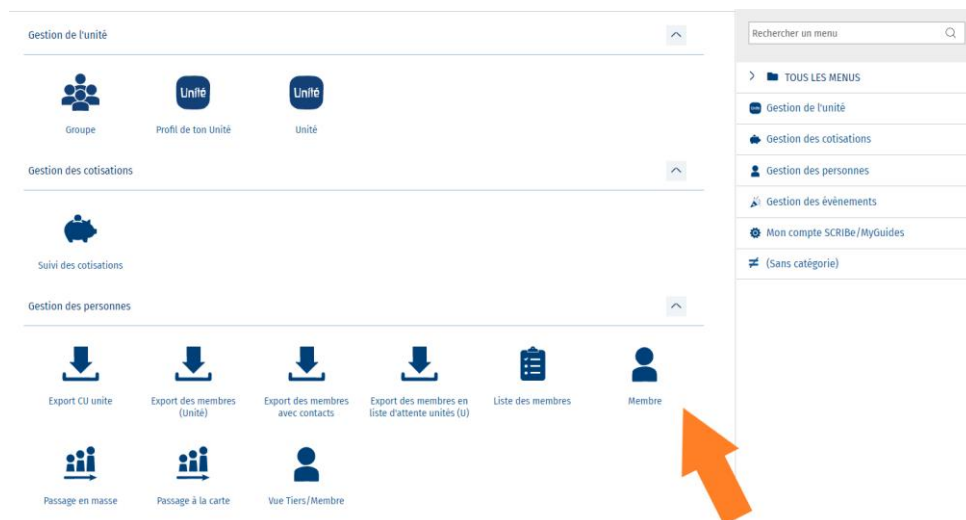 Gestion de l'unité
Unité
Unité
Groupe
Profil de ton Unité
Unité
Gestion des cotisations
Suivi des cotisations
Gestion des personnes
Export CU unite
Export des membres
(Unité)
Export des membres
avec contacts
Export des membres en
liste d'attente unités (U)
Liste des membres
Membre
Passage en masse
Passage à la carte
Vue Tiers/Membre
Rechercher un menu
TOUS LES MENUS
Gestion de l'unité
Gestion des cotisations
Gestion des personnes
Gestion des événements
Mon compte SCRIBe/MyGuides
(Sans catégorie)